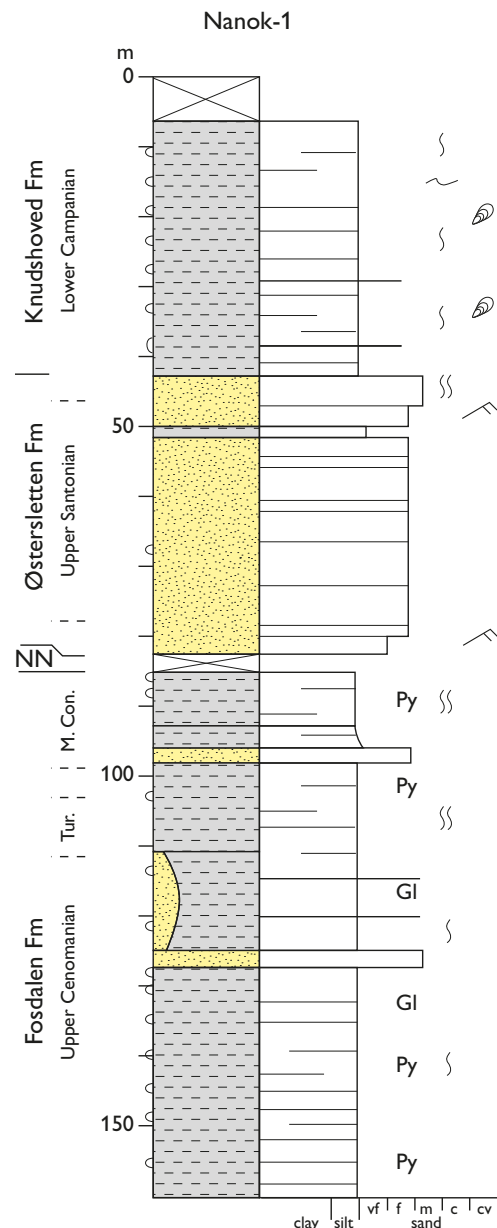 Nanok-1
m
0
Knudshoved Fm
Lower Campanian
50
Østersletten Fm
Upper Santonian
NN
M. Con.
Py
100
Py
Tur.
Gl
Fosdalen Fm
Upper Cenomanian
Gl
Py
150
Py
clay silt vf f m c cv
sand